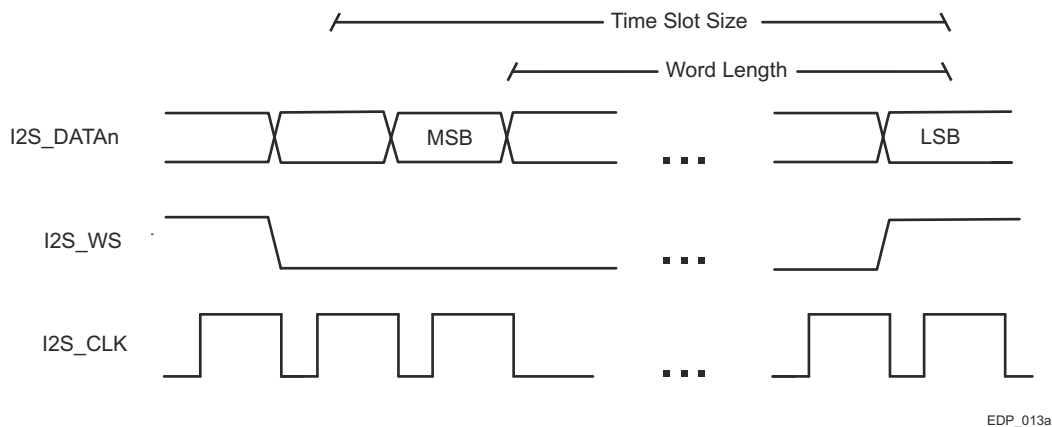 Time Slot Size
Word Length
I2S_DATAn MSB LSB
I2S_WS
I2S_CLK
EDP_013a